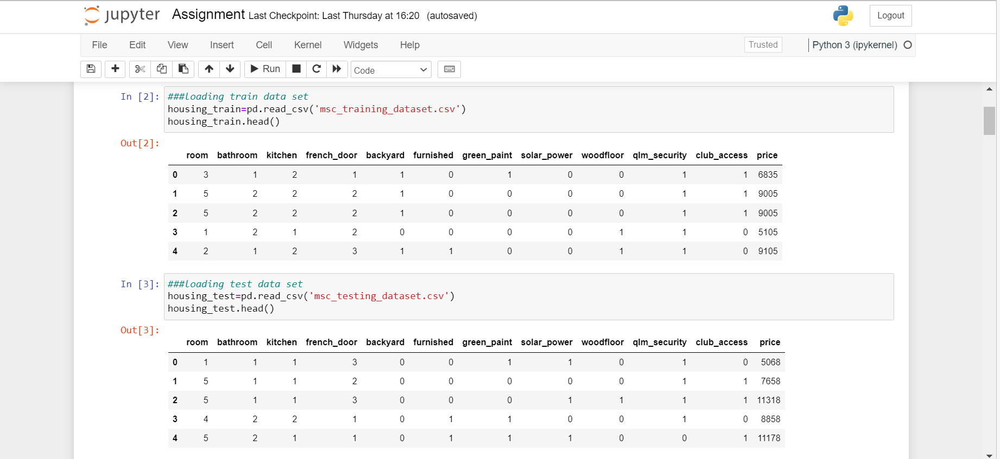 jupyter Assignment Last Checkpoint: Last Thursday at 16:20 (autosaved) Logout
File Edit View Insert Cell Kernel Widgets Help Trusted Python 3 (ipykernel)
Run Code
In [2]: ###loading train data set
housing_train=pd.read_csv('msc_training_dataset.csv')
housing_train.head()
Out[2]:
room bathroom kitchen french_door backyard furnished green_paint solar_power woodfloor qlm_security club_access price
0 3 1 2 1 1 0 1 0 0 1 1 6835
1 5 2 2 2 1 0 0 0 0 1 1 9005
2 5 2 2 2 1 0 0 0 0 1 1 9005
3 1 2 1 2 0 0 0 0 1 1 0 5105
4 2 1 2 3 1 1 0 0 1 1 0 9105
In [3]: ###loading test data set
housing_test=pd.read_csv('msc_testing_dataset.csv')
housing_test.head()
Out[3]:
room bathroom kitchen french_door backyard furnished green_paint solar_power woodfloor qlm_security club_access price
0 1 1 1 3 0 0 1 1 0 1 0 5068
1 5 1 1 2 0 0 0 0 0 1 1 7658
2 5 1 1 3 0 0 0 1 1 1 1 11318
3 4 2 2 1 0 1 1 0 0 1 0 8858
4 5 2 1 1 0 1 1 1 0 0 1 11178